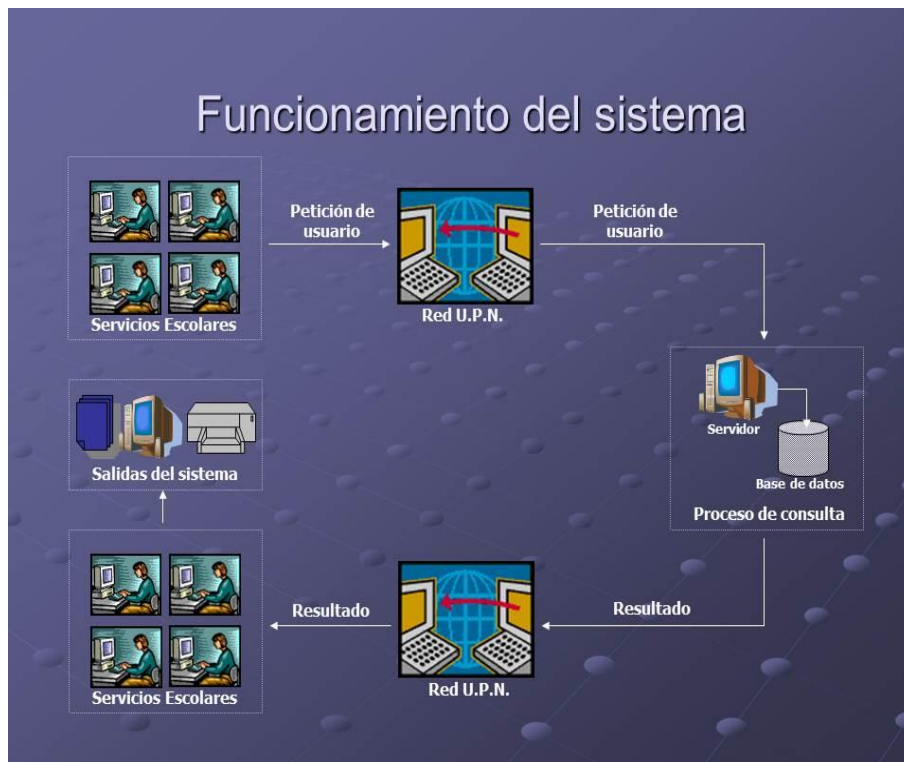 Funcionamiento del sistema
Servicios Escolares
Petición de
usuario
Red U.P.N.
Petición de
usuario
Servidor
Base de datos
Proceso de consulta
Resultado
Red U.P.N.
Resultado
Servicios Escolares
Salidas del sistema